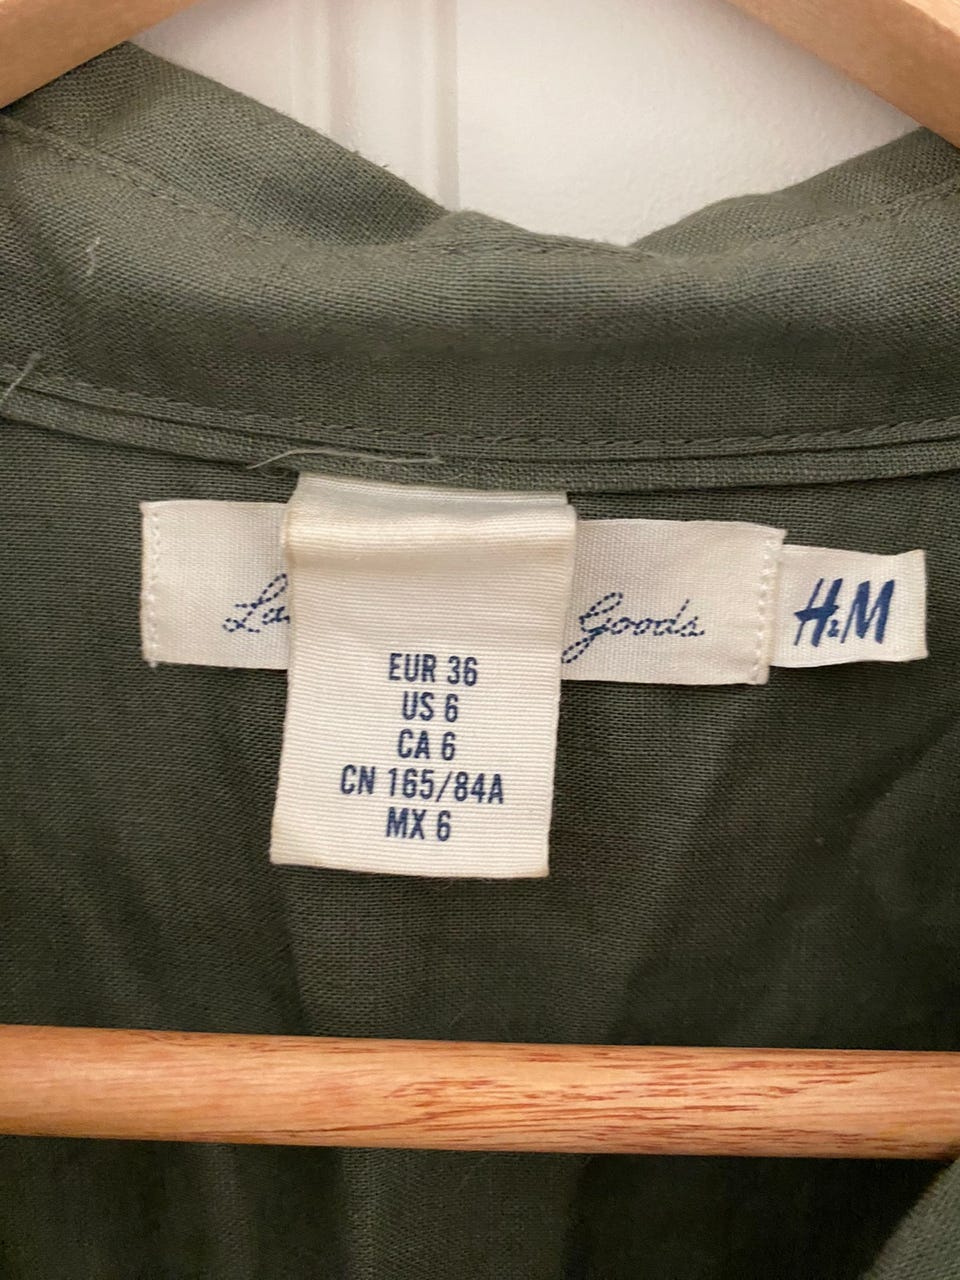 Goods
H&M
EUR 36
US 6
CA 6
CN 165/84A
MX 6